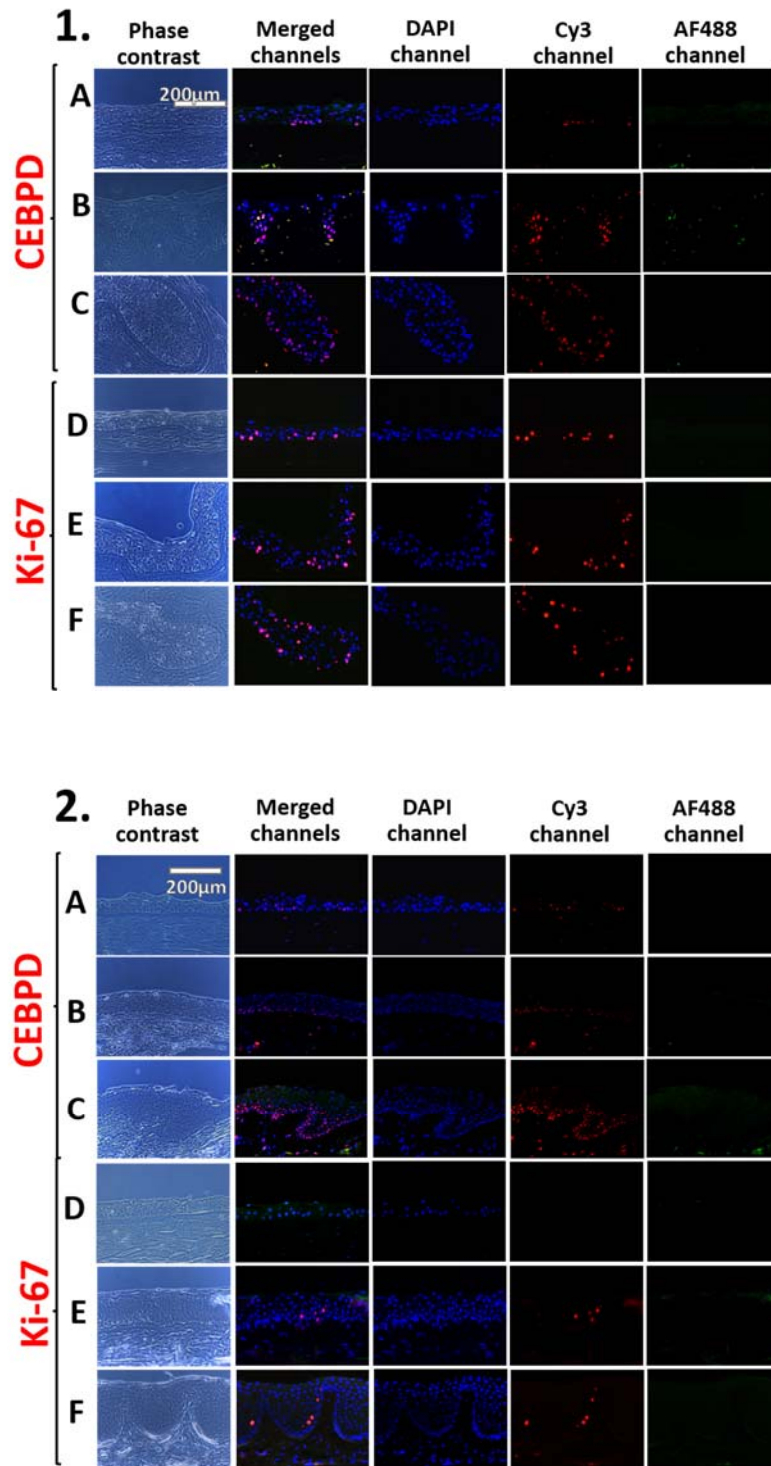 1.
Phase contrast
Merged channels
DAPI channel
Cy3 channel
AF488 channel
CEBPD
A
200μm
B
C
Ki-67
D
E
F
2.
Phase contrast
Merged channels
DAPI channel
Cy3 channel
AF488 channel
CEBPD
A
200μm
B
C
Ki-67
D
E
F